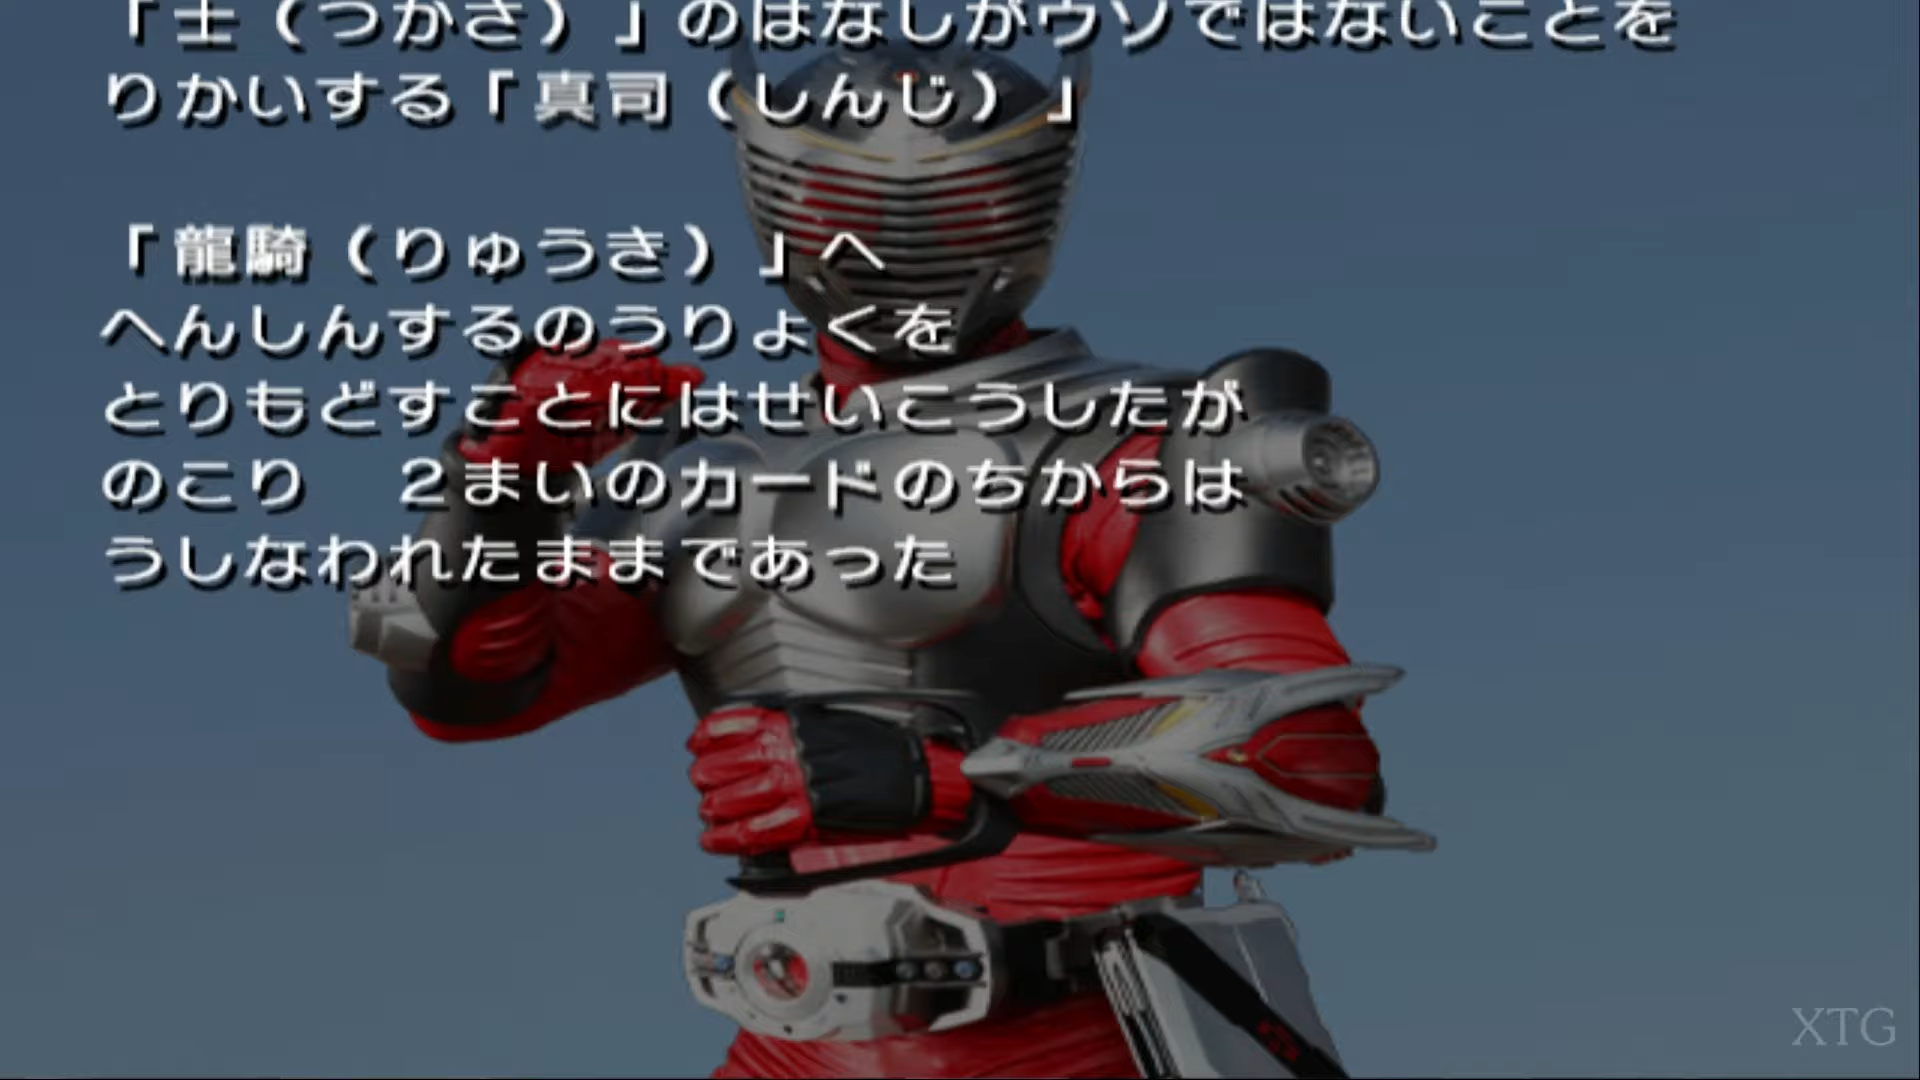 「士（つかさ）」のはなしがウソではないことを
りかいする「真司（しんじ）」
「龍騎（りゅうき）」へ
へんしんするのうりょくを
とりもどすことにはせいこうしたが
のこり　２まいのカードのちからは
うしなわれたままであった
XTG